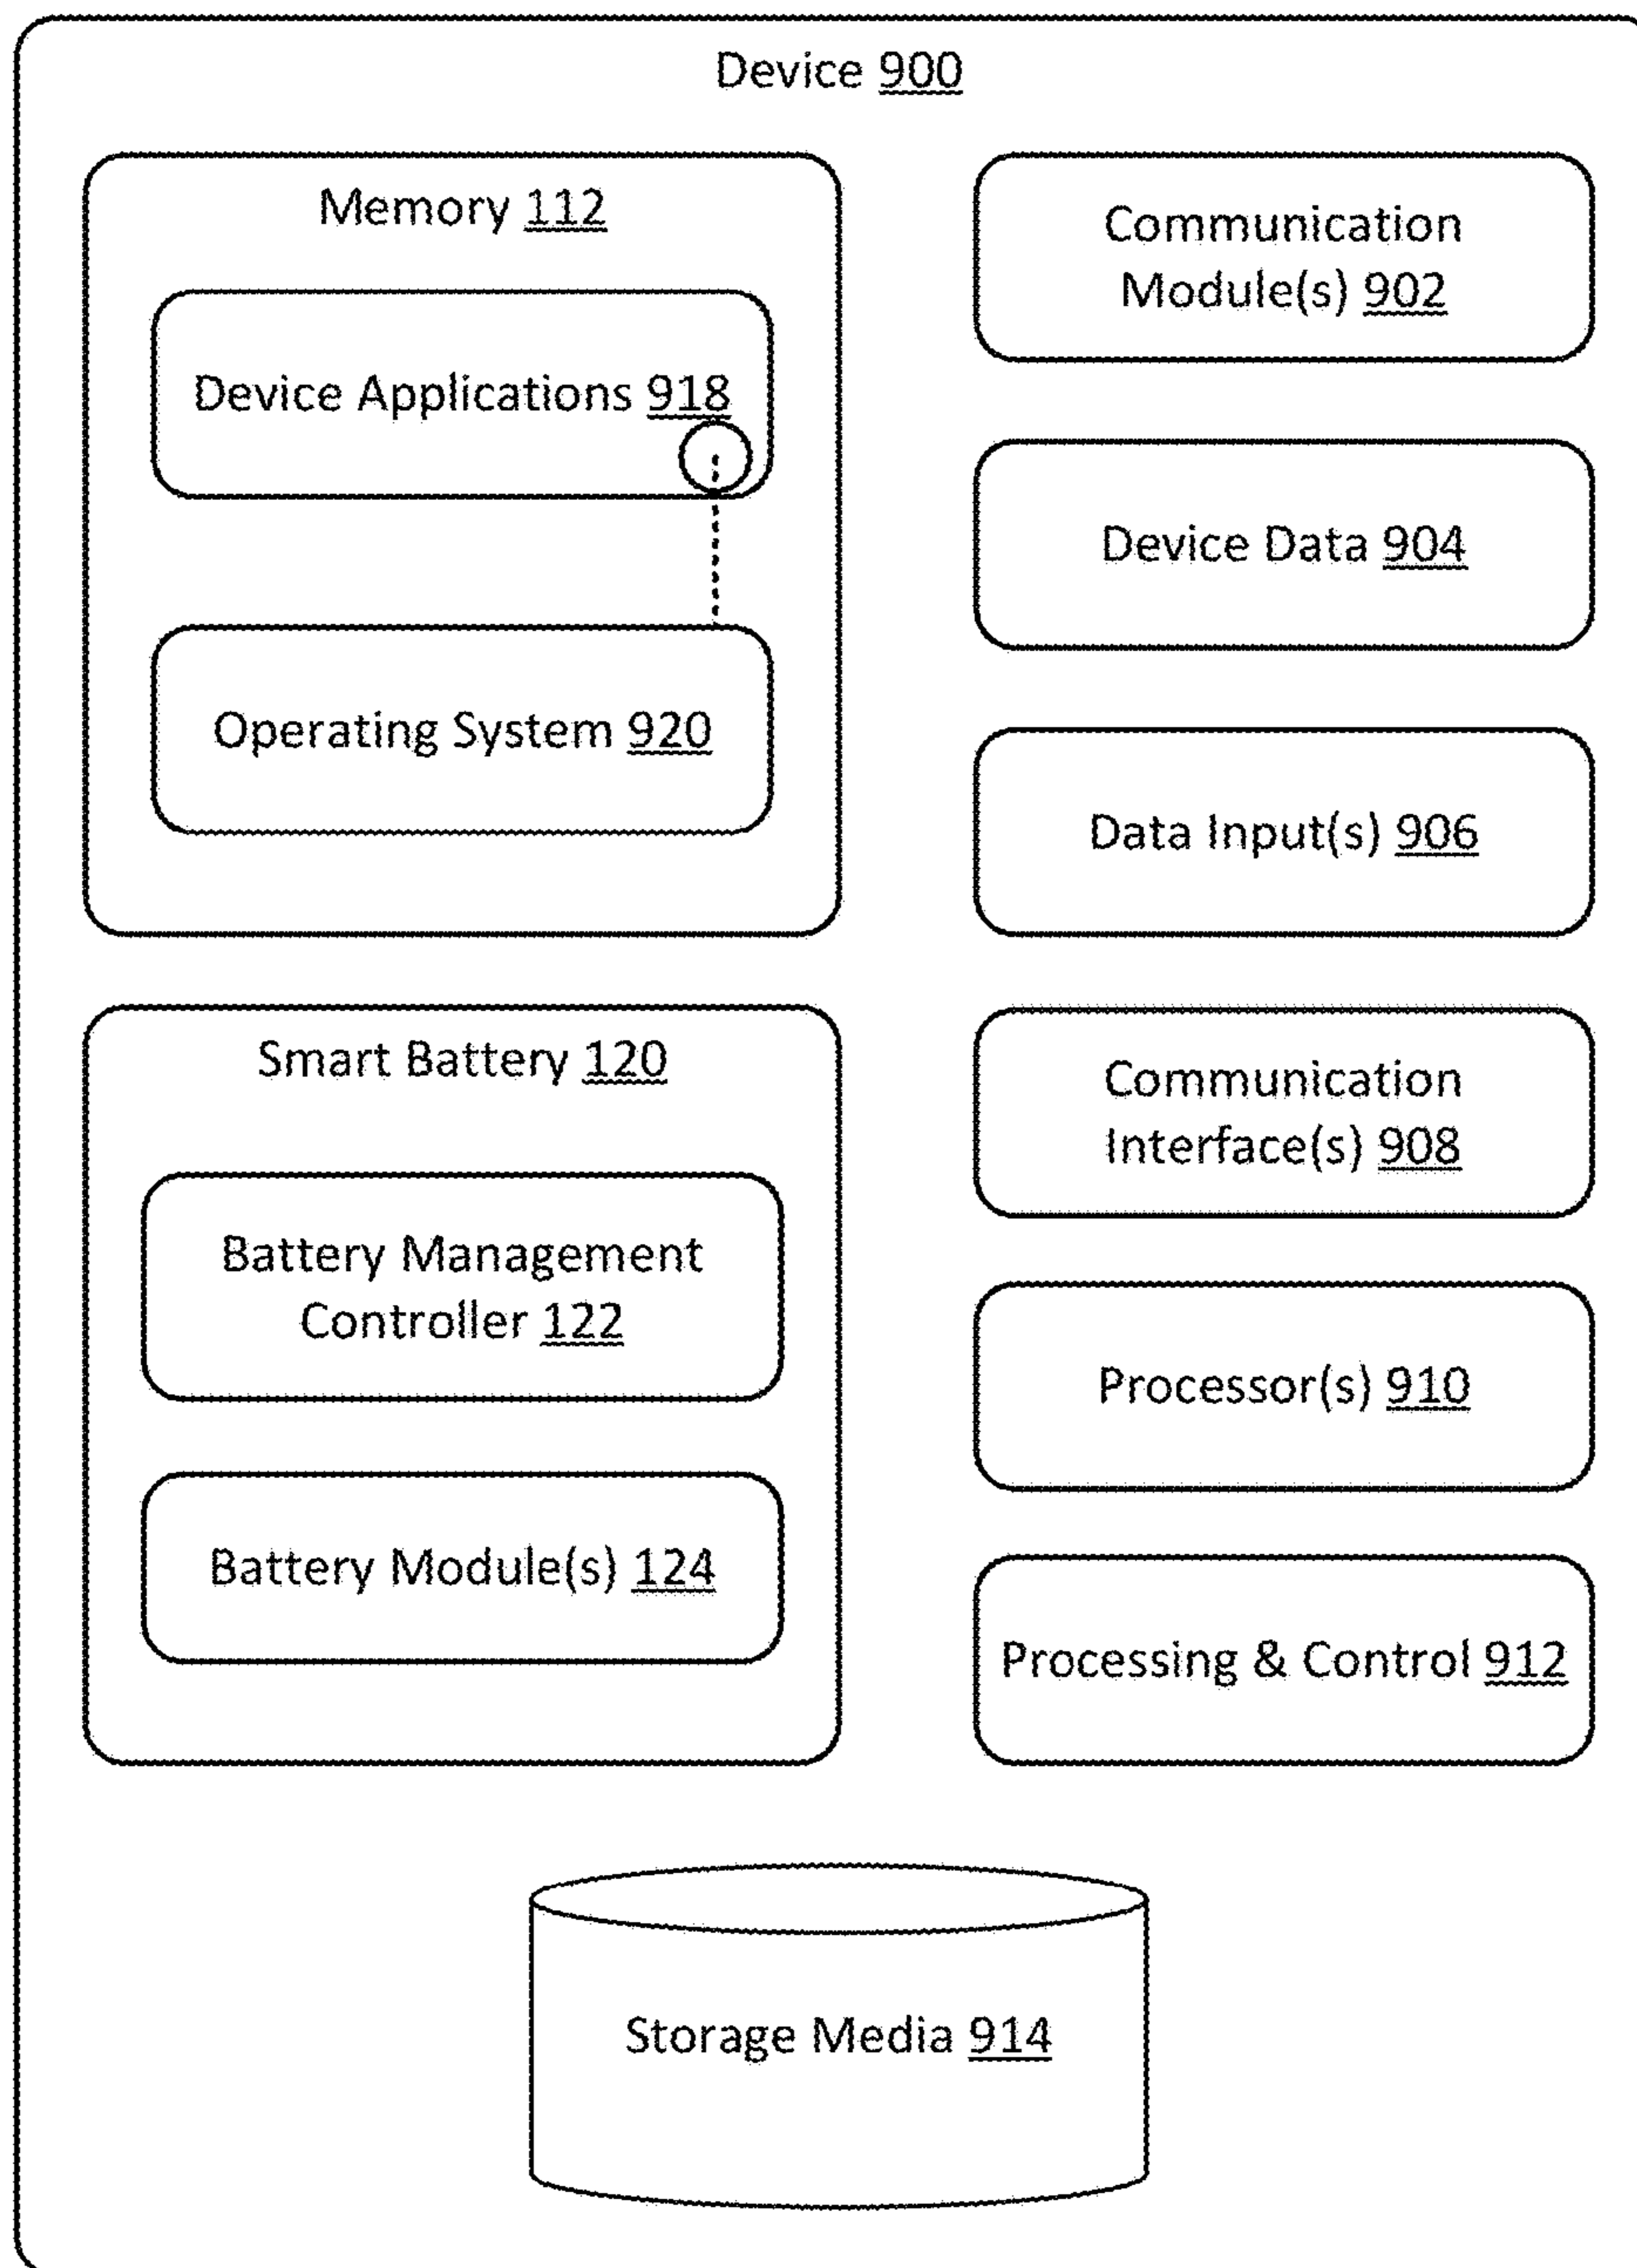 Device 900
Memory 112
Device Applications 918
Operating System 920
Smart Battery 120
Battery Management
Controller 122
Battery Module(s) 124
Communication
Module(s) 902
Device Data 904
Data Input(s) 906
Communication
Interface(s) 908
Processor(s) 910
Processing & Control 912
Storage Media 914